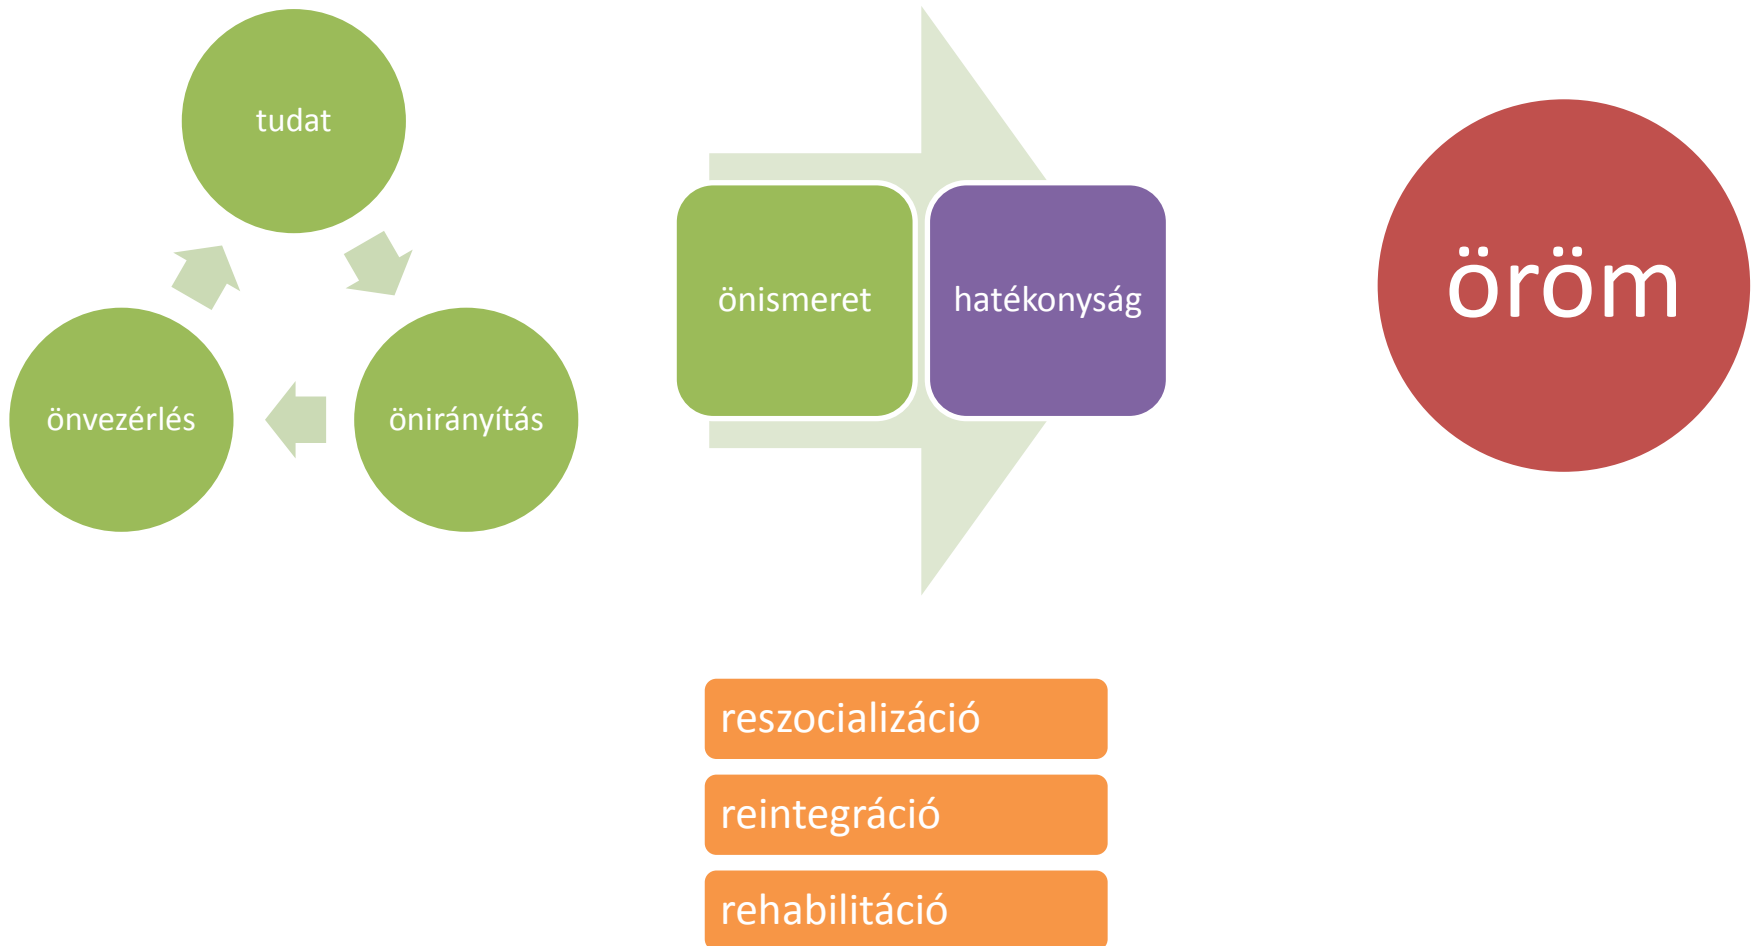 tudat
önirányítás
önvezérlés
önismeret
hatékonyság
öröm
reszocializáció
reintegráció
rehabilitáció